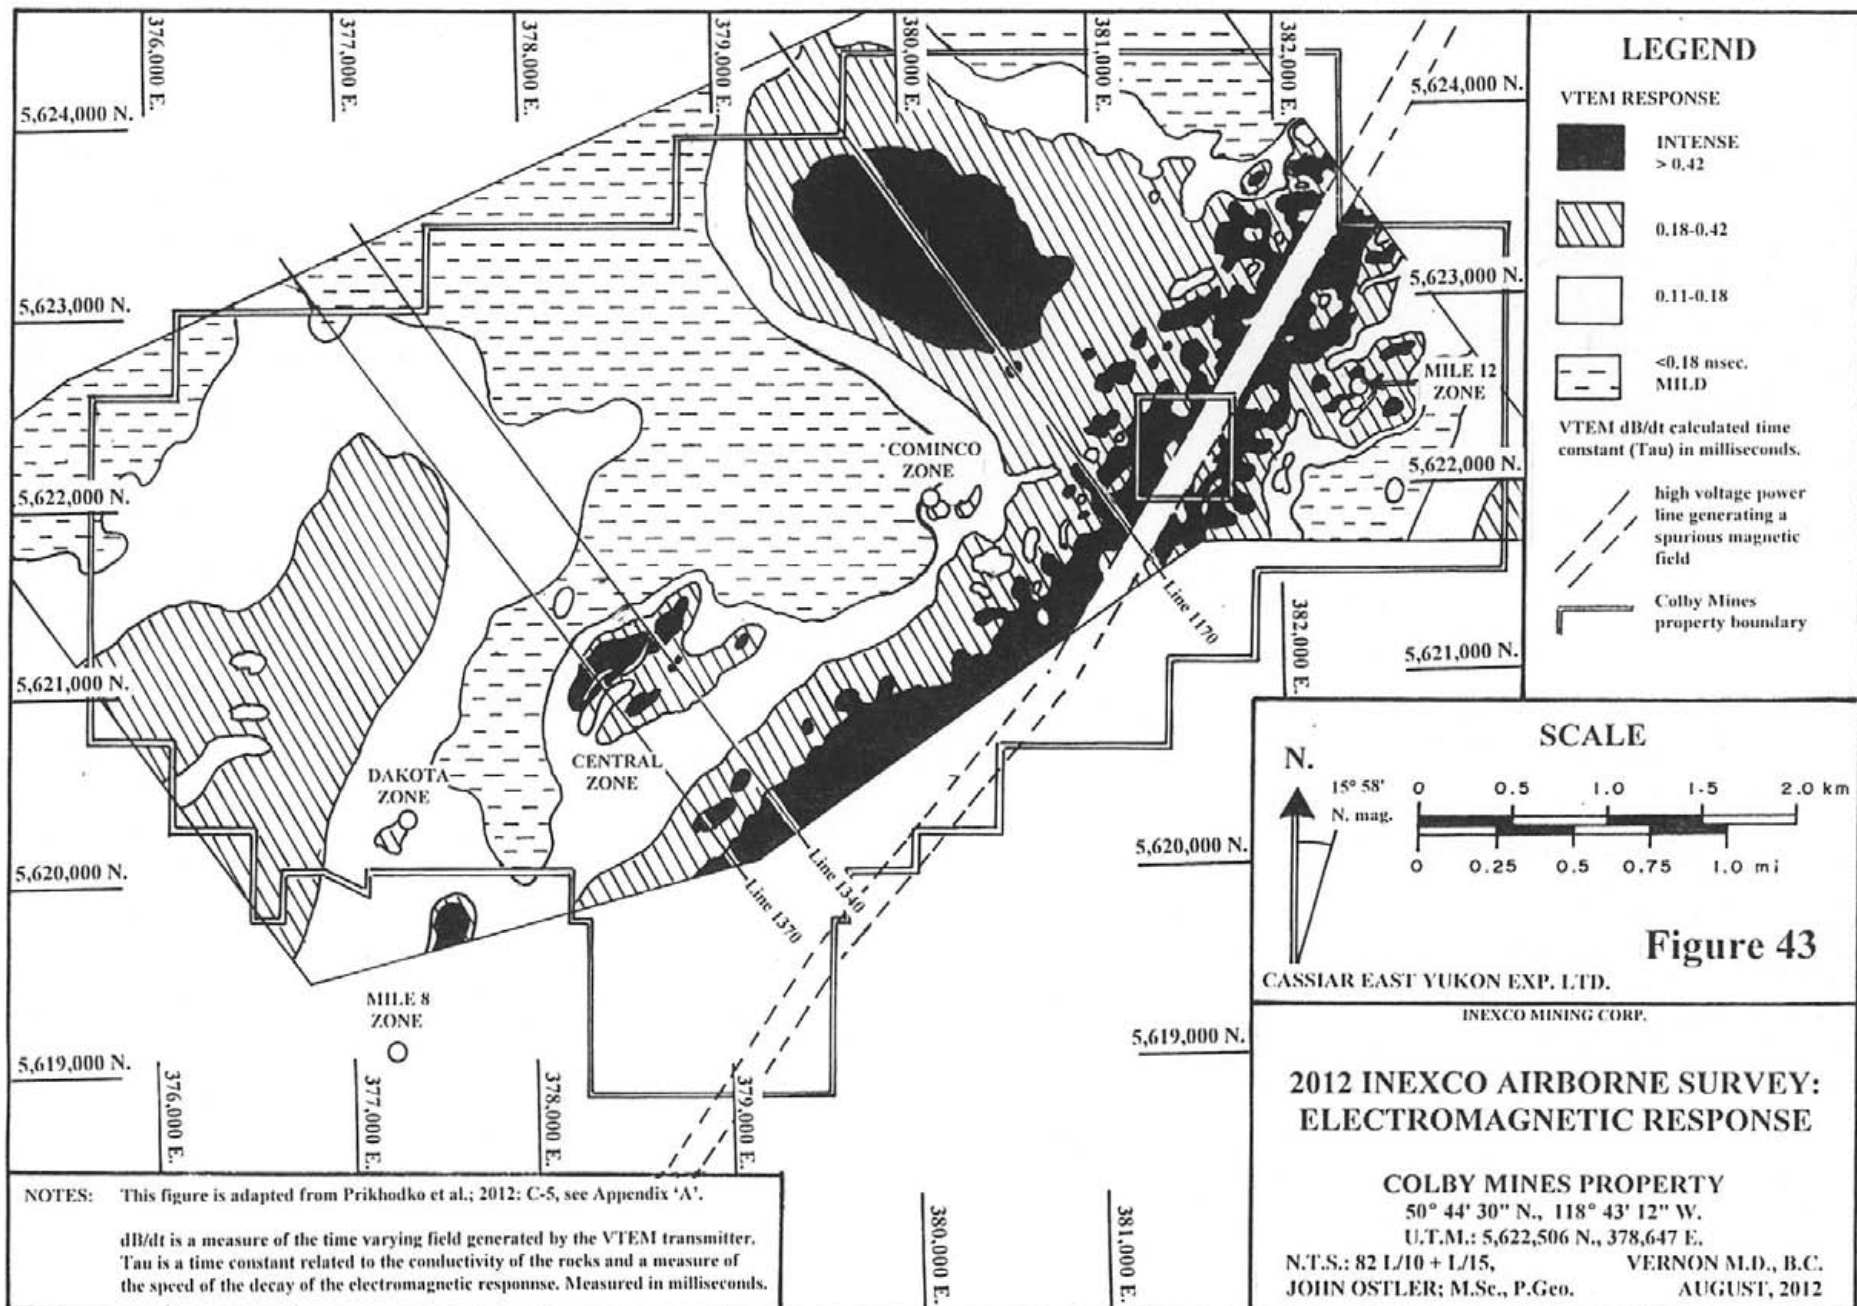 376,000 E.
377,000 E.
378,000 E.
379,000 E.
380,000 E.
381,000 E.
382,000 E.
5,624,000 N.
5,623,000 N.
5,622,000 N.
5,621,000 N.
5,620,000 N.
5,619,000 N.
5,624,000 N.
5,623,000 N.
5,622,000 N.
5,621,000 N.
5,620,000 N.
5,619,000 N.
MILE 12
ZONE
COMINCO
ZONE
CENTRAL
ZONE
DAKOTA
ZONE
MILE 8
ZONE
Line 1170
Line 1340
Line 1370
382,000 E.
376,000 E.
377,000 E.
378,000 E.
379,000 E.
380,000 E.
381,000 E.
LEGEND
VTEM RESPONSE
INTENSE
> 0.42
0.18-0.42
0.11-0.18
<0.18 msec.
MILD
VTEM dB/dt calculated time
constant (Tau) in milliseconds.
high voltage power
line generating a
spurious magnetic
field
Colby Mines
property boundary
SCALE
N.
15° 58'
N. mag.
0 0.5 1.0 1.5 2.0 km
0 0.25 0.5 0.75 1.0 mi
Figure 43
CASSIAR EAST YUKON EXP. LTD.
INEXCO MINING CORP.
2012 INEXCO AIRBORNE SURVEY:
ELECTROMAGNETIC RESPONSE
COLBY MINES PROPERTY
50° 44' 30" N., 118° 43' 12" W.
U.T.M.: 5,622,506 N., 378,647 E.
N.T.S.: 82 L/10 + L/15, VERNON M.D., B.C.
JOHN OSTLER; M.Sc., P.Geo. AUGUST, 2012
NOTES: This figure is adapted from Prikhodko et al.; 2012: C-5, see Appendix 'A'.
dB/dt is a measure of the time varying field generated by the VTEM transmitter.
Tau is a time constant related to the conductivity of the rocks and a measure of
the speed of the decay of the electromagnetic responnse. Measured in milliseconds.